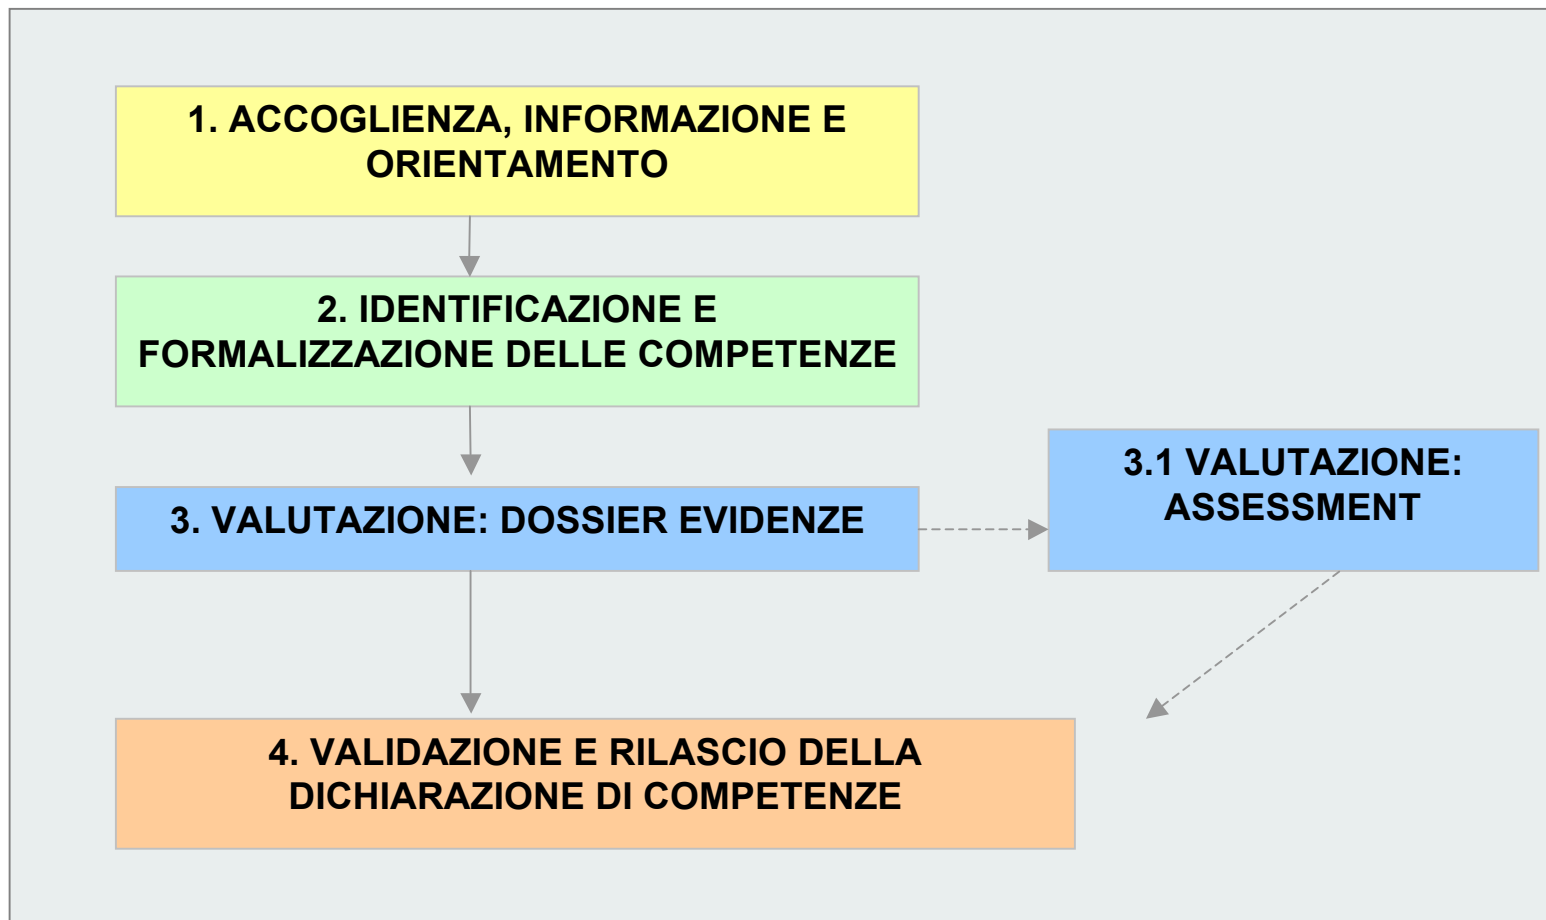 1. ACCOGLIENZA, INFORMAZIONE E
ORIENTAMENTO
2. IDENTIFICAZIONE E
FORMALIZZAZIONE DELLE COMPETENZE
3. VALUTAZIONE: DOSSIER EVIDENZE
3.1 VALUTAZIONE:
ASSESSMENT
4. VALIDAZIONE E RILASCIO DELLA
DICHIARAZIONE DI COMPETENZE